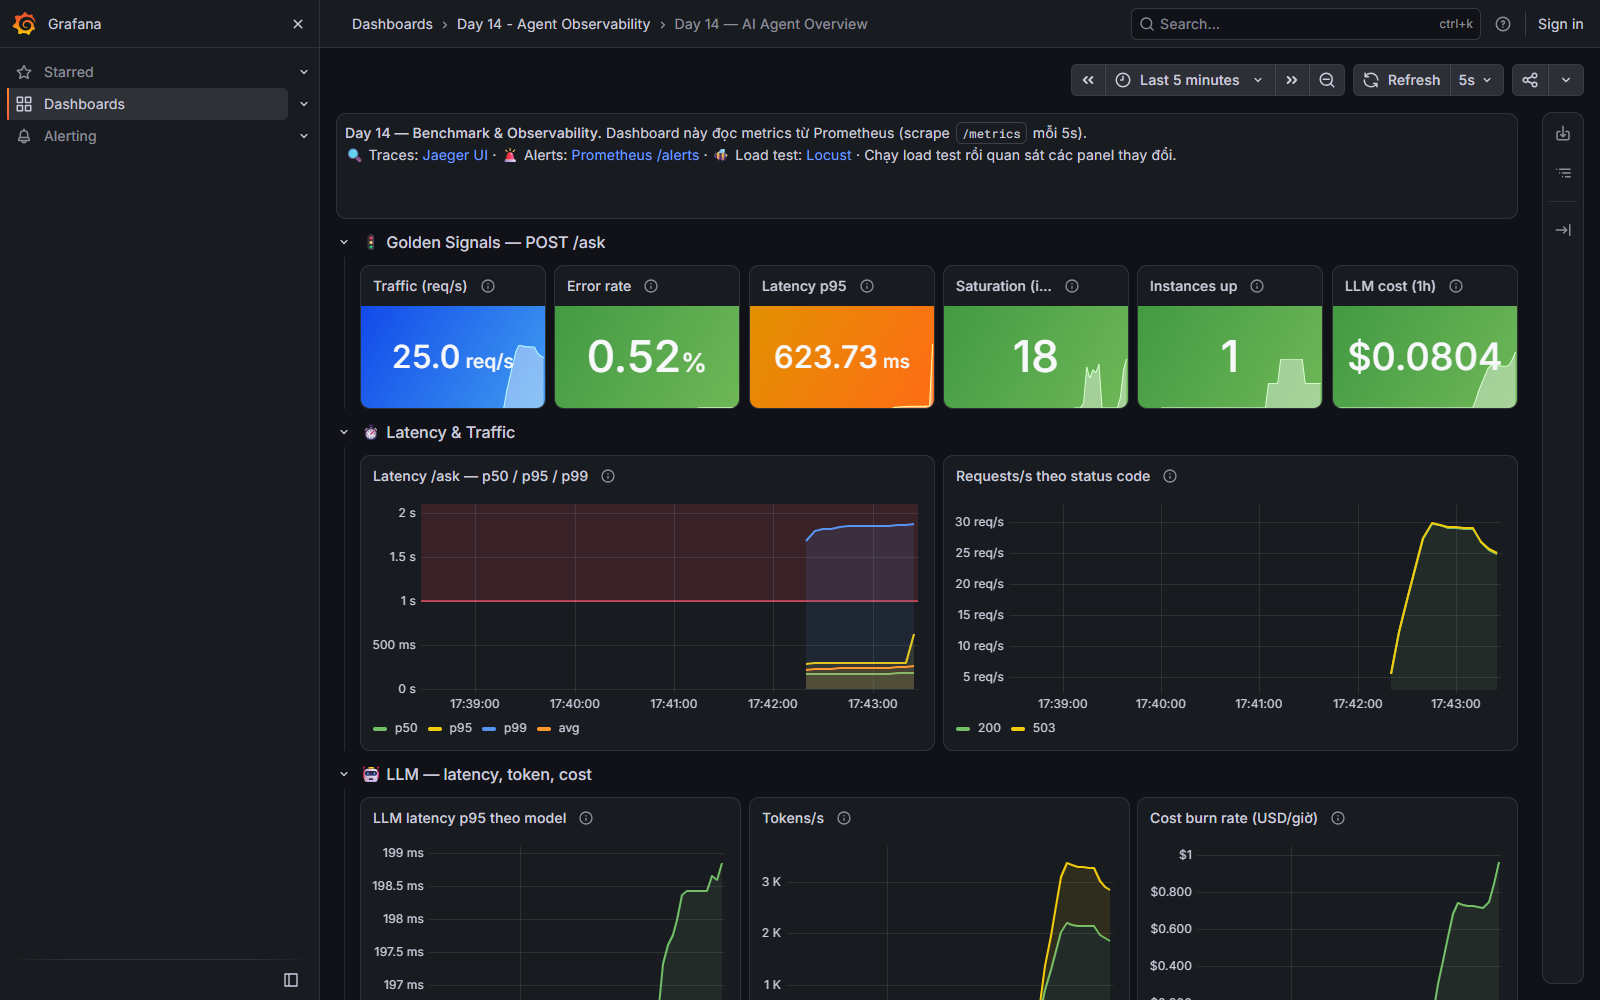 Grafana
Dashboards › Day 14 - Agent Observability › Day 14 — AI Agent Overview
Search... ctrl+k
Sign in
Starred
Dashboards
Alerting
Last 5 minutes
Refresh 5s
Day 14 — Benchmark & Observability. Dashboard này đọc metrics từ Prometheus (scrape /metrics mỗi 5s).
Traces: Jaeger UI · Alerts: Prometheus /alerts · Load test: Locust · Chạy load test rồi quan sát các panel thay đổi.
Golden Signals — POST /ask
Traffic (req/s)
25.0 req/s
Error rate
0.52%
Latency p95
623.73 ms
Saturation (i...
18
Instances up
1
LLM cost (1h)
$0.0804
Latency & Traffic
Latency /ask — p50 / p95 / p99
2 s
1.5 s
1 s
500 ms
0 s
17:39:00 17:40:00 17:41:00 17:42:00 17:43:00
p50 p95 p99 avg
Requests/s theo status code
30 req/s
25 req/s
20 req/s
15 req/s
10 req/s
5 req/s
17:39:00 17:40:00 17:41:00 17:42:00 17:43:00
200 503
LLM — latency, token, cost
LLM latency p95 theo model
199 ms
198.5 ms
198 ms
197.5 ms
197 ms
Tokens/s
3 K
2 K
1 K
Cost burn rate (USD/giờ)
$1
$0.800
$0.600
$0.400